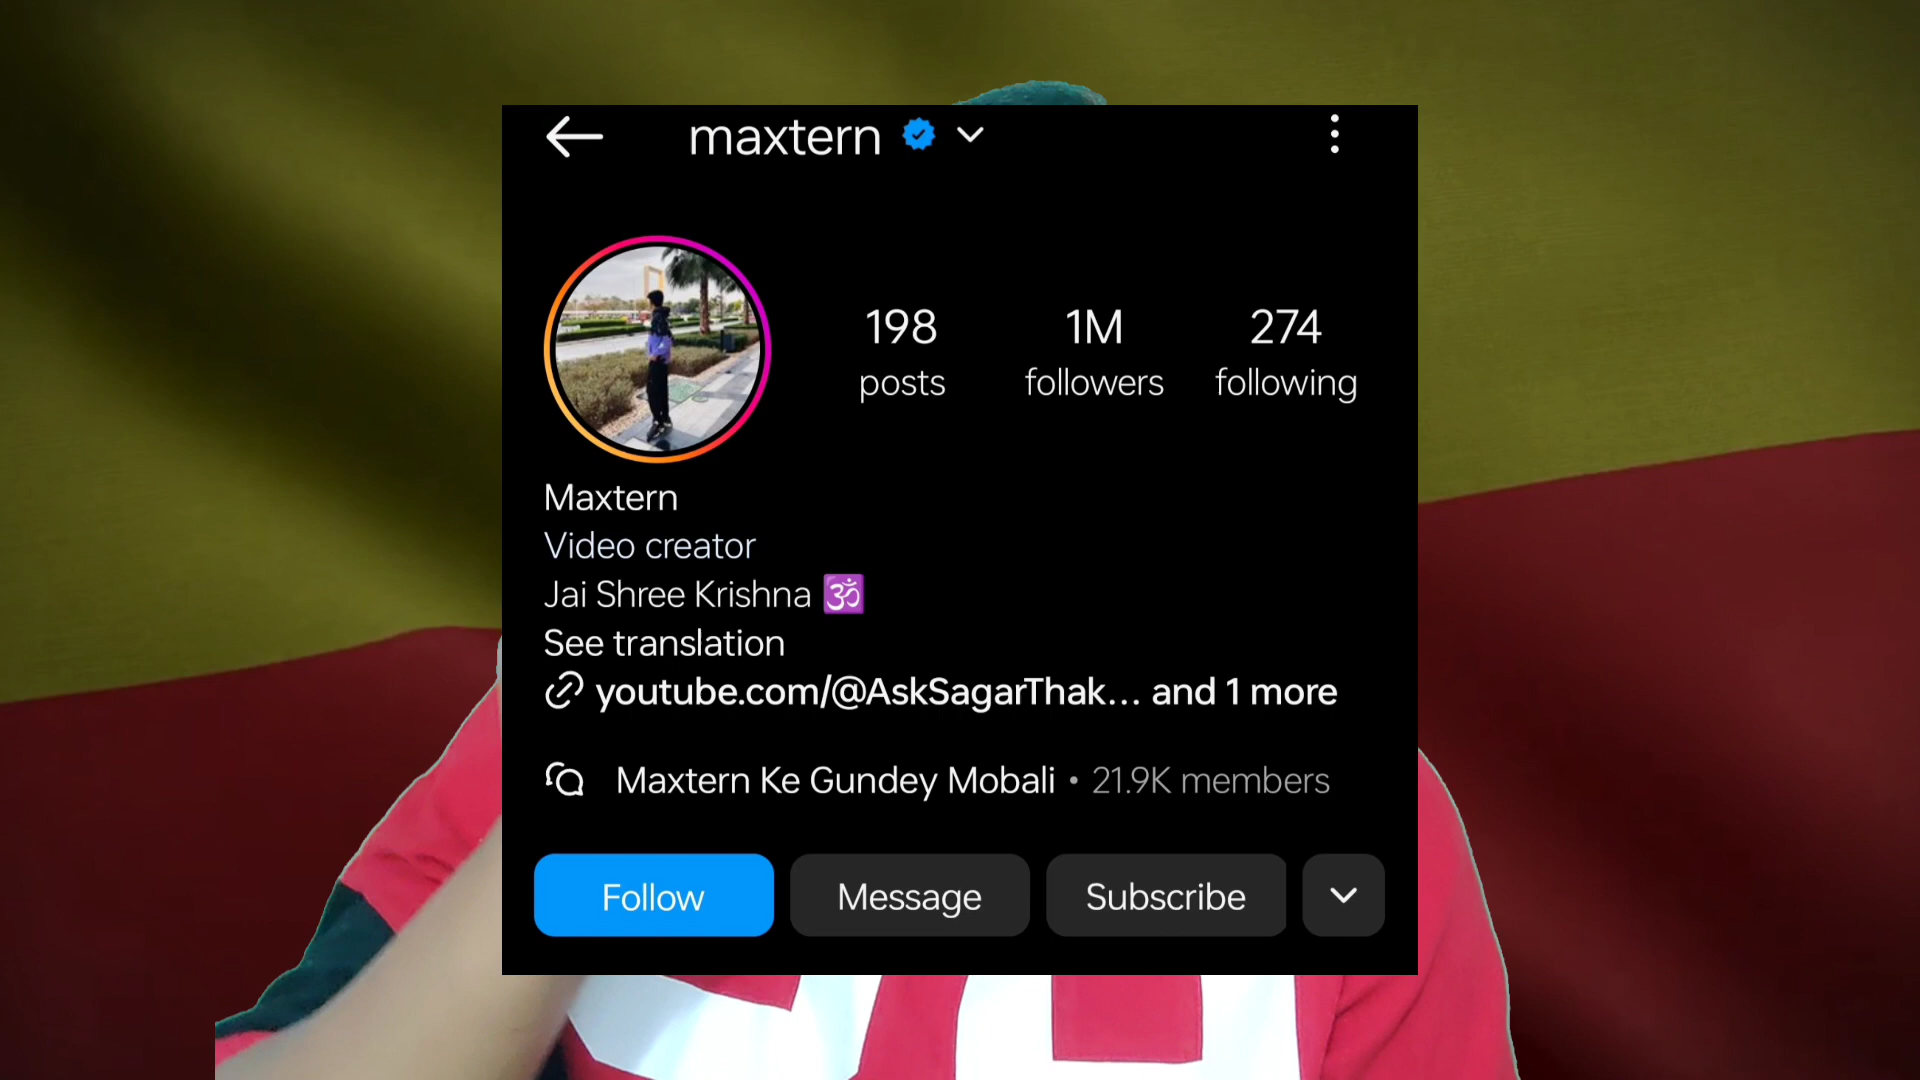 maxtern
198 1M 274
posts followers following
Maxtern
Video creator
Jai Shree Krishna 🕉️
See translation
youtube.com/@AskSagarThak... and 1 more
Maxtern Ke Gundey Mobali • 21.9K members
Follow Message Subscribe